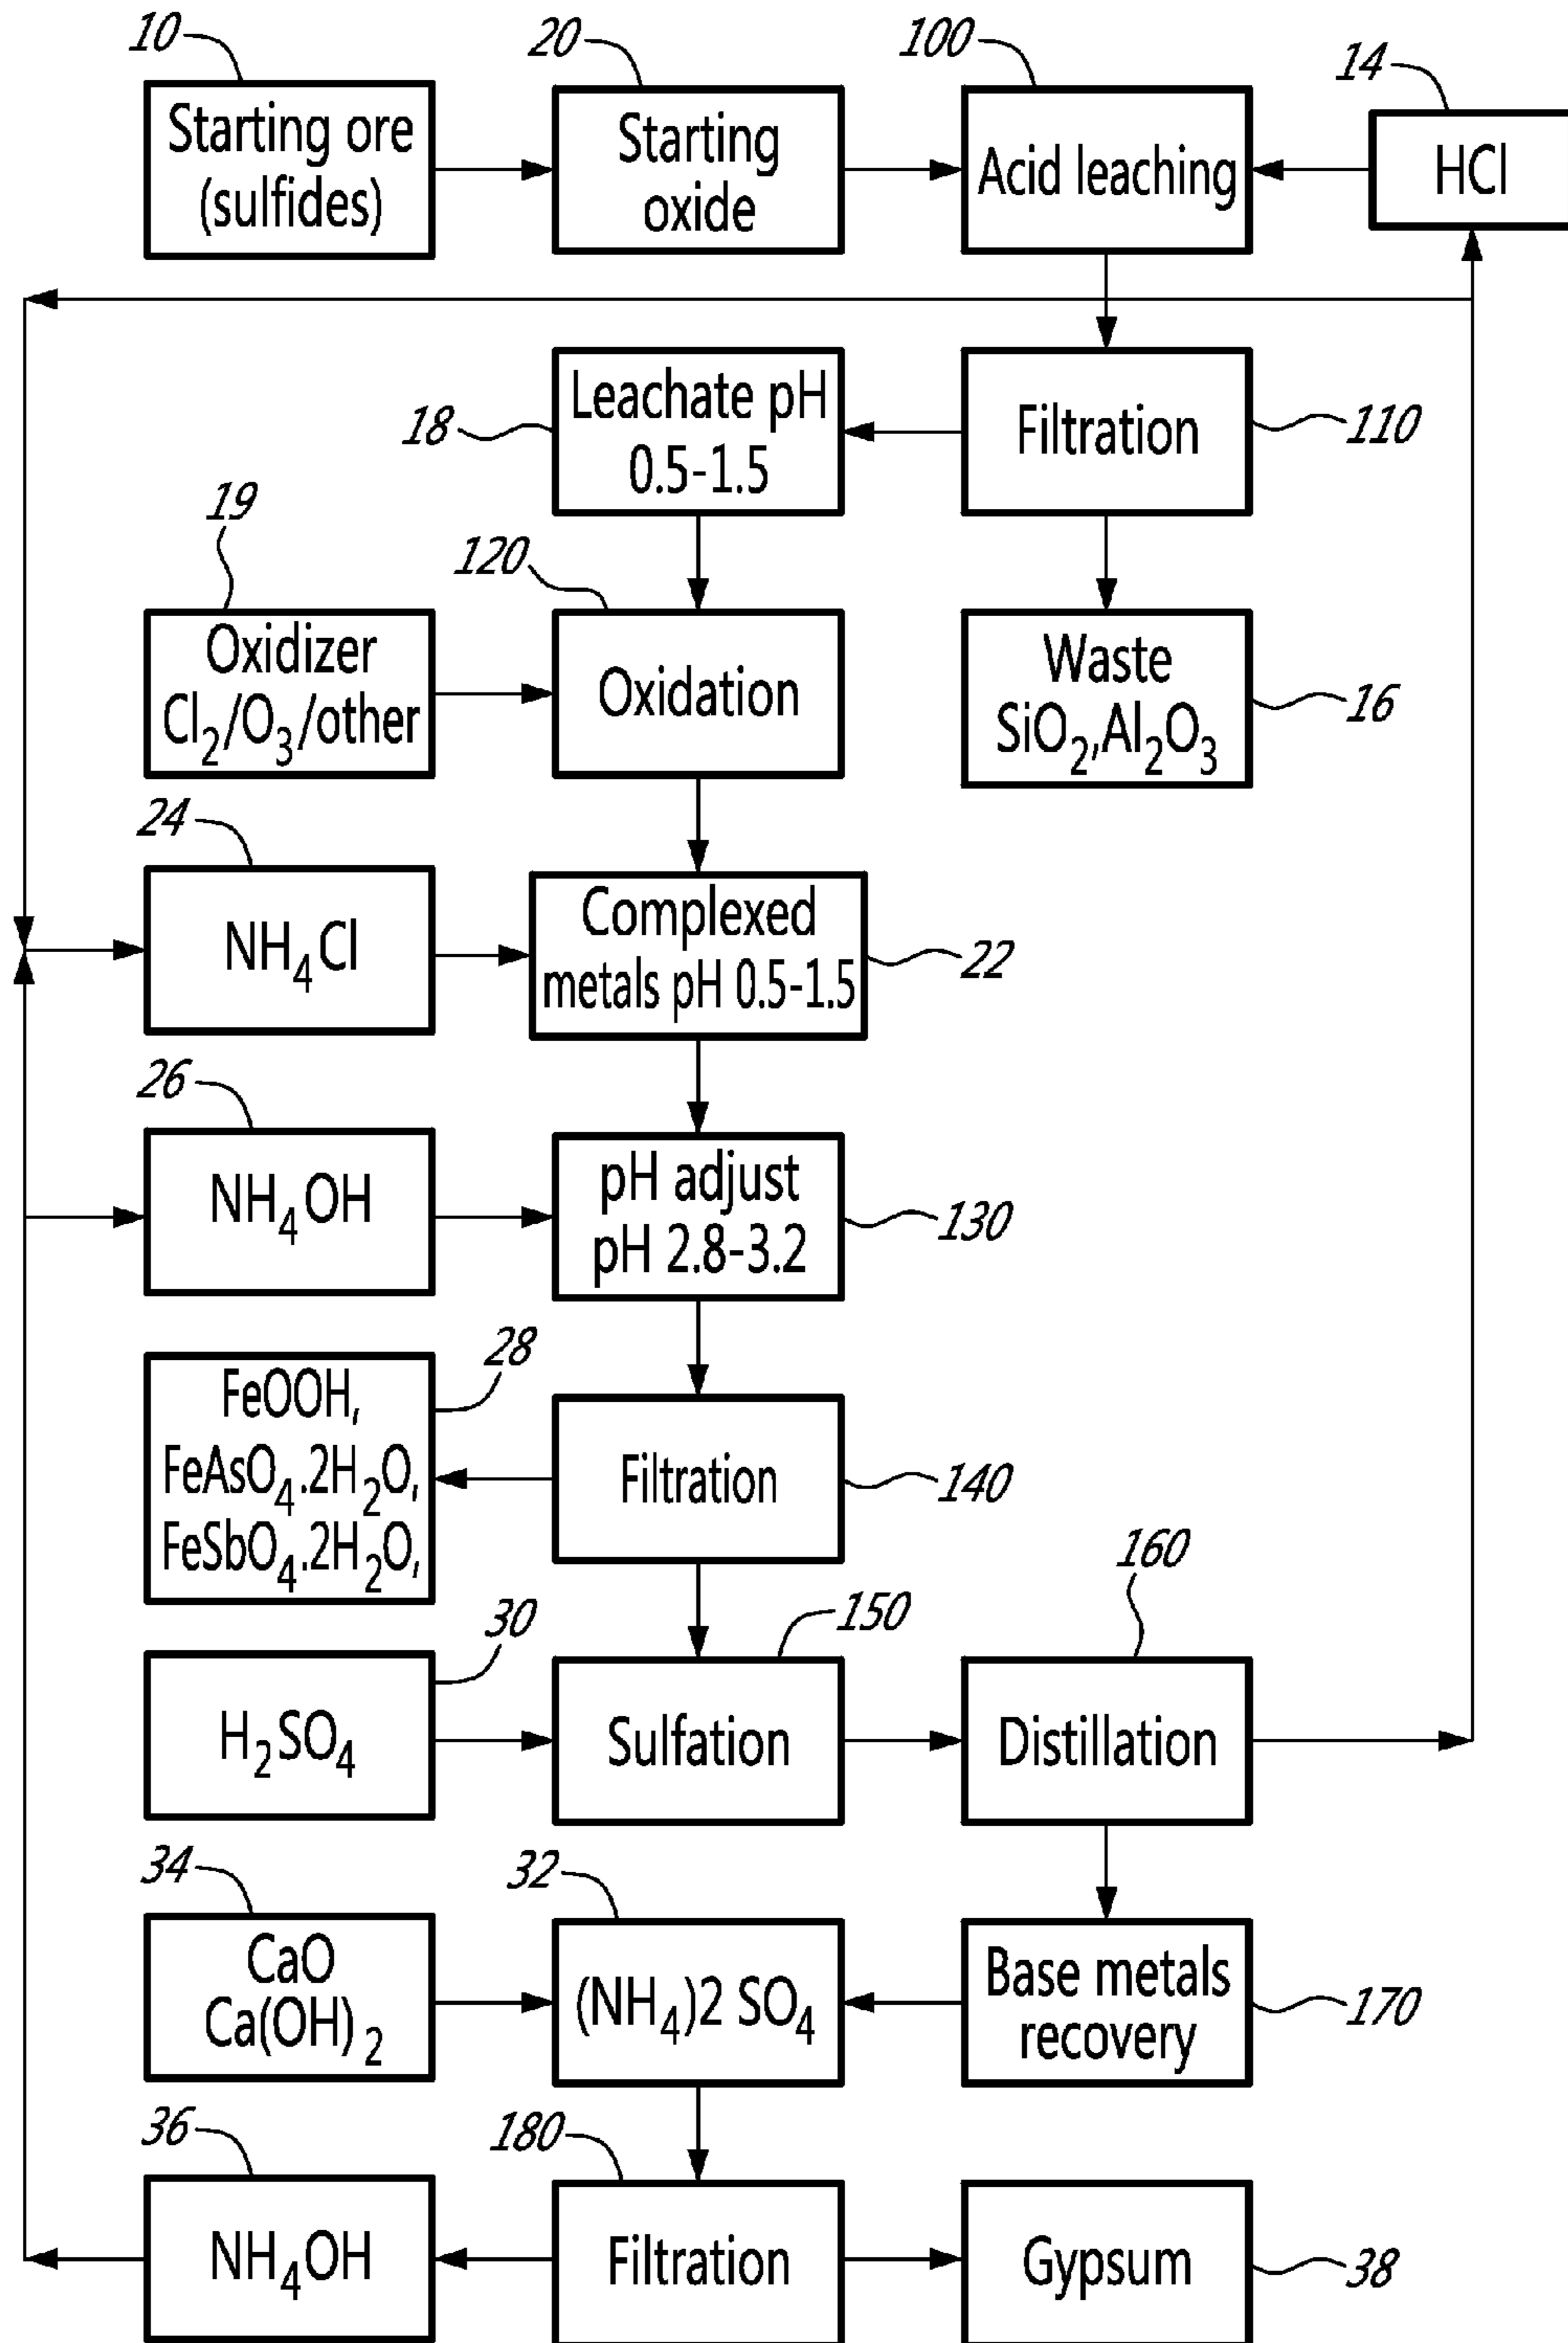 10
20
100
14
Starting ore
(sulfides)
Starting
oxide
Acid leaching
HCl
18
Leachate pH
0.5-1.5
Filtration
110
19
120
Oxidizer
Cl2/O3/other
Oxidation
Waste
SiO2,Al2O3
16
24
NH4Cl
Complexed
metals pH 0.5-1.5
22
26
NH4OH
pH adjust
pH 2.8-3.2
130
28
FeOOH,
FeAsO4.2H2O,
FeSbO4.2H2O,
Filtration
140
30
150
160
H2SO4
Sulfation
Distillation
34
32
CaO
Ca(OH)2
(NH4)2 SO4
Base metals
recovery
170
36
180
NH4OH
Filtration
Gypsum
38